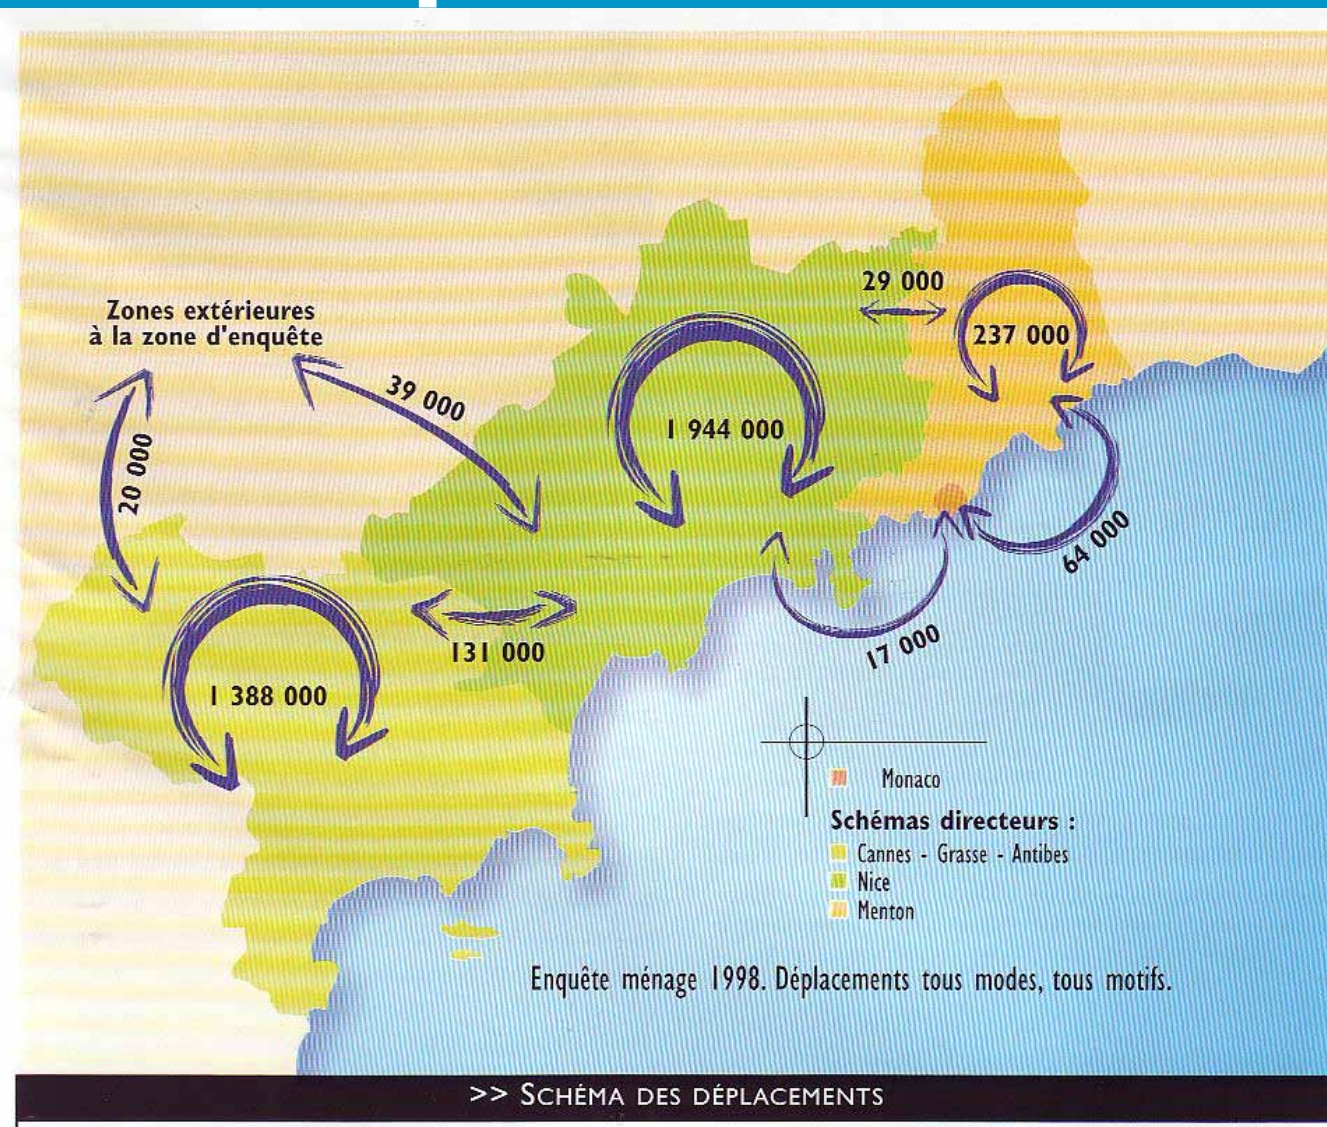 29 000
Zones extérieures
à la zone d'enquête
237 000
39 000
1 944 000
20 000
64 000
17 000
131 000
1 388 000
Monaco
Schémas directeurs :
Cannes - Grasse - Antibes
Nice
Menton
Enquête ménage 1998. Déplacements tous modes, tous motifs.
>> SCHÉMA DES DÉPLACEMENTS